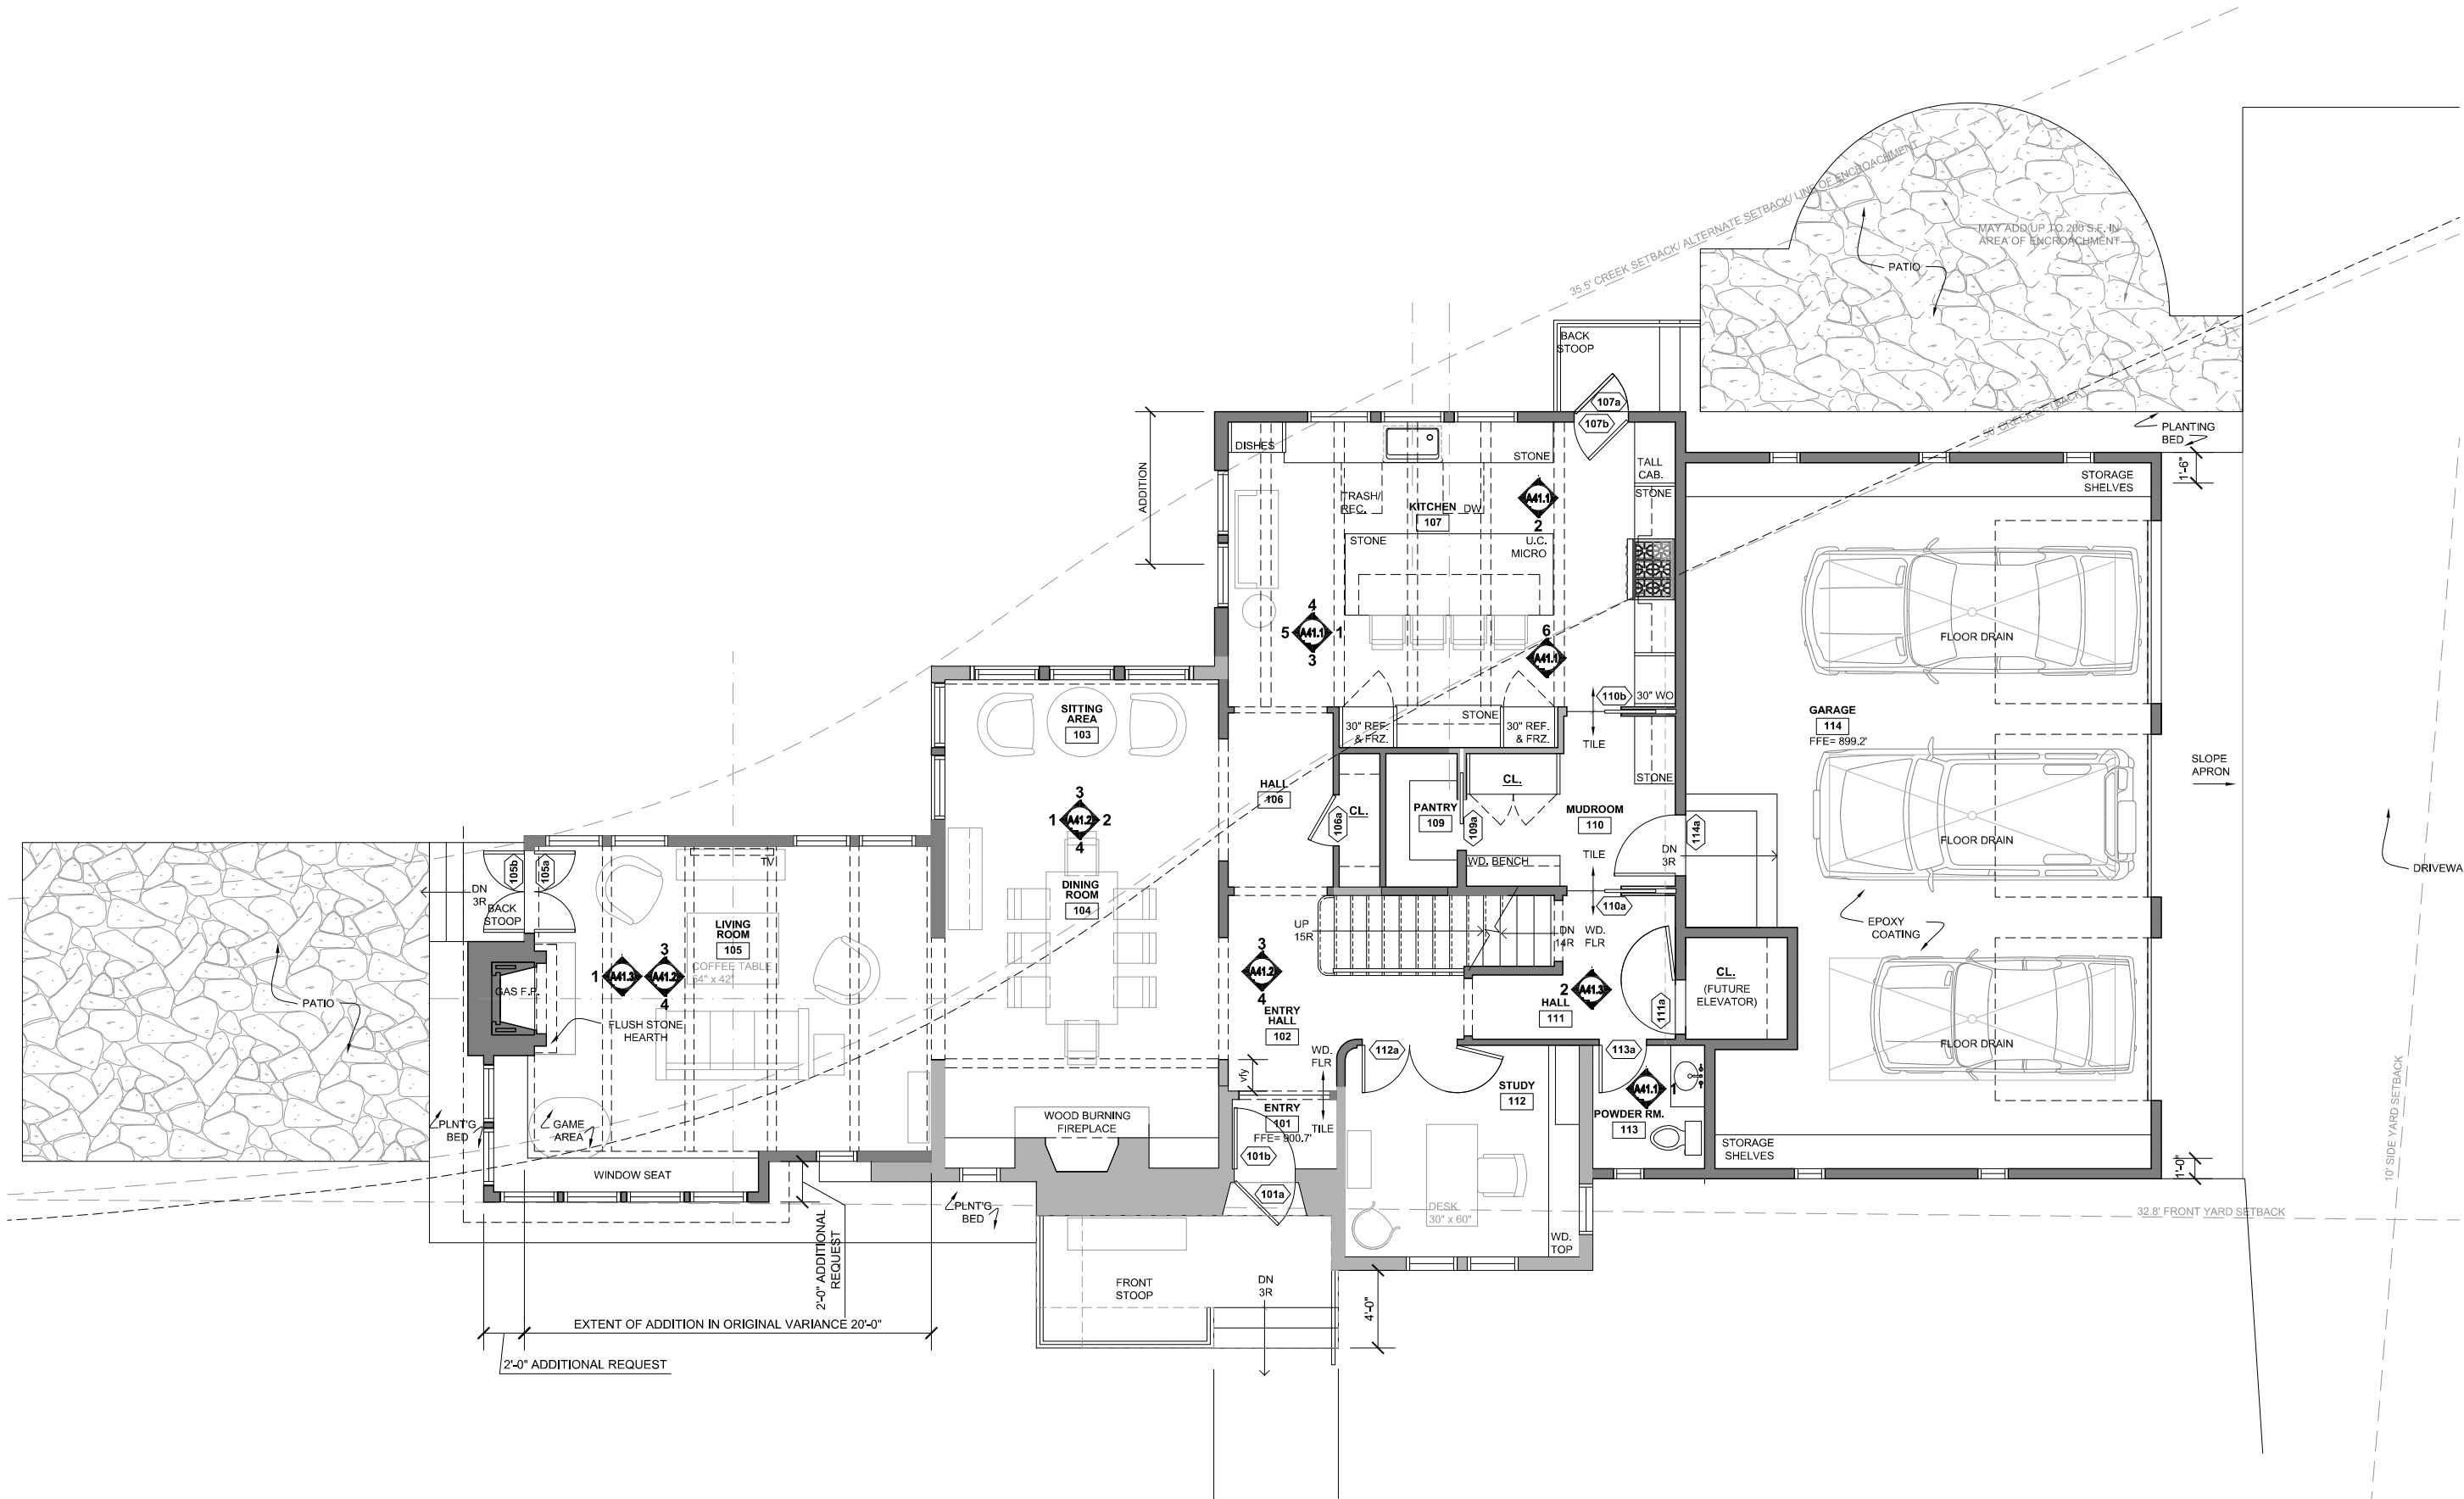 35.5' CREEK SETBACK/ ALTERNATE SETBACK/ LINE OF ENCROACHMENT
MAY ADD UP TO 200 S.F. IN
AREA OF ENCROACHMENT
PATIO
BACK
STOOP
107a
107b
50' CREEK SETBACK
PLANTING
BED
1'-6"
ADDITION
DISHES
STONE
TALL
CAB.
STONE
STORAGE
SHELVES
TRASH/
REC.
KITCHEN
107
DW
A41.1
2
STONE
U.C.
MICRO
4
5
A41.1
1
3
6
A41.1
FLOOR DRAIN
110b
30" WO
SITTING
AREA
103
30" REF.
& FRZ.
STONE
30" REF.
& FRZ.
TILE
GARAGE
114
FFE= 899.2'
SLOPE
APRON
STONE
HALL
106
CL.
CL.
PANTRY
109
MUDROOM
110
3
1
A41.2
2
4
106a
109a
114a
FLOOR DRAIN
TV
WD. BENCH
TILE
DN
3R
DRIVEWA
105b
105a
DN
3R
BACK
STOOP
DINING
ROOM
104
110a
EPOXY
COATING
LIVING
ROOM
105
COFFEE TABLE
54" x 42"
UP
15R
DN
14R
WD.
FLR
3
1
A41.3
A41.2
4
3
A41.2
4
CL.
(FUTURE
ELEVATOR)
2
A41.3
HALL
111
111a
GAS F.P.
PATIO
FLUSH STONE
HEARTH
ENTRY
HALL
102
WD.
FLR
112a
113a
FLOOR DRAIN
vfy
STUDY
112
A41.1
1
POWDER RM.
113
PLNT'G
BED
GAME
AREA
WOOD BURNING
FIREPLACE
ENTRY
101
FFE= 900.7'
TILE
101b
STORAGE
SHELVES
1'-0"
10' SIDE YARD SETBACK
WINDOW SEAT
PLNT'G
BED
101a
DESK
30" x 60"
WD.
TOP
32.8' FRONT YARD SETBACK
2'-0" ADDITIONAL
REQUEST
FRONT
STOOP
DN
3R
4'-0"
EXTENT OF ADDITION IN ORIGINAL VARIANCE 20'-0"
2'-0" ADDITIONAL REQUEST